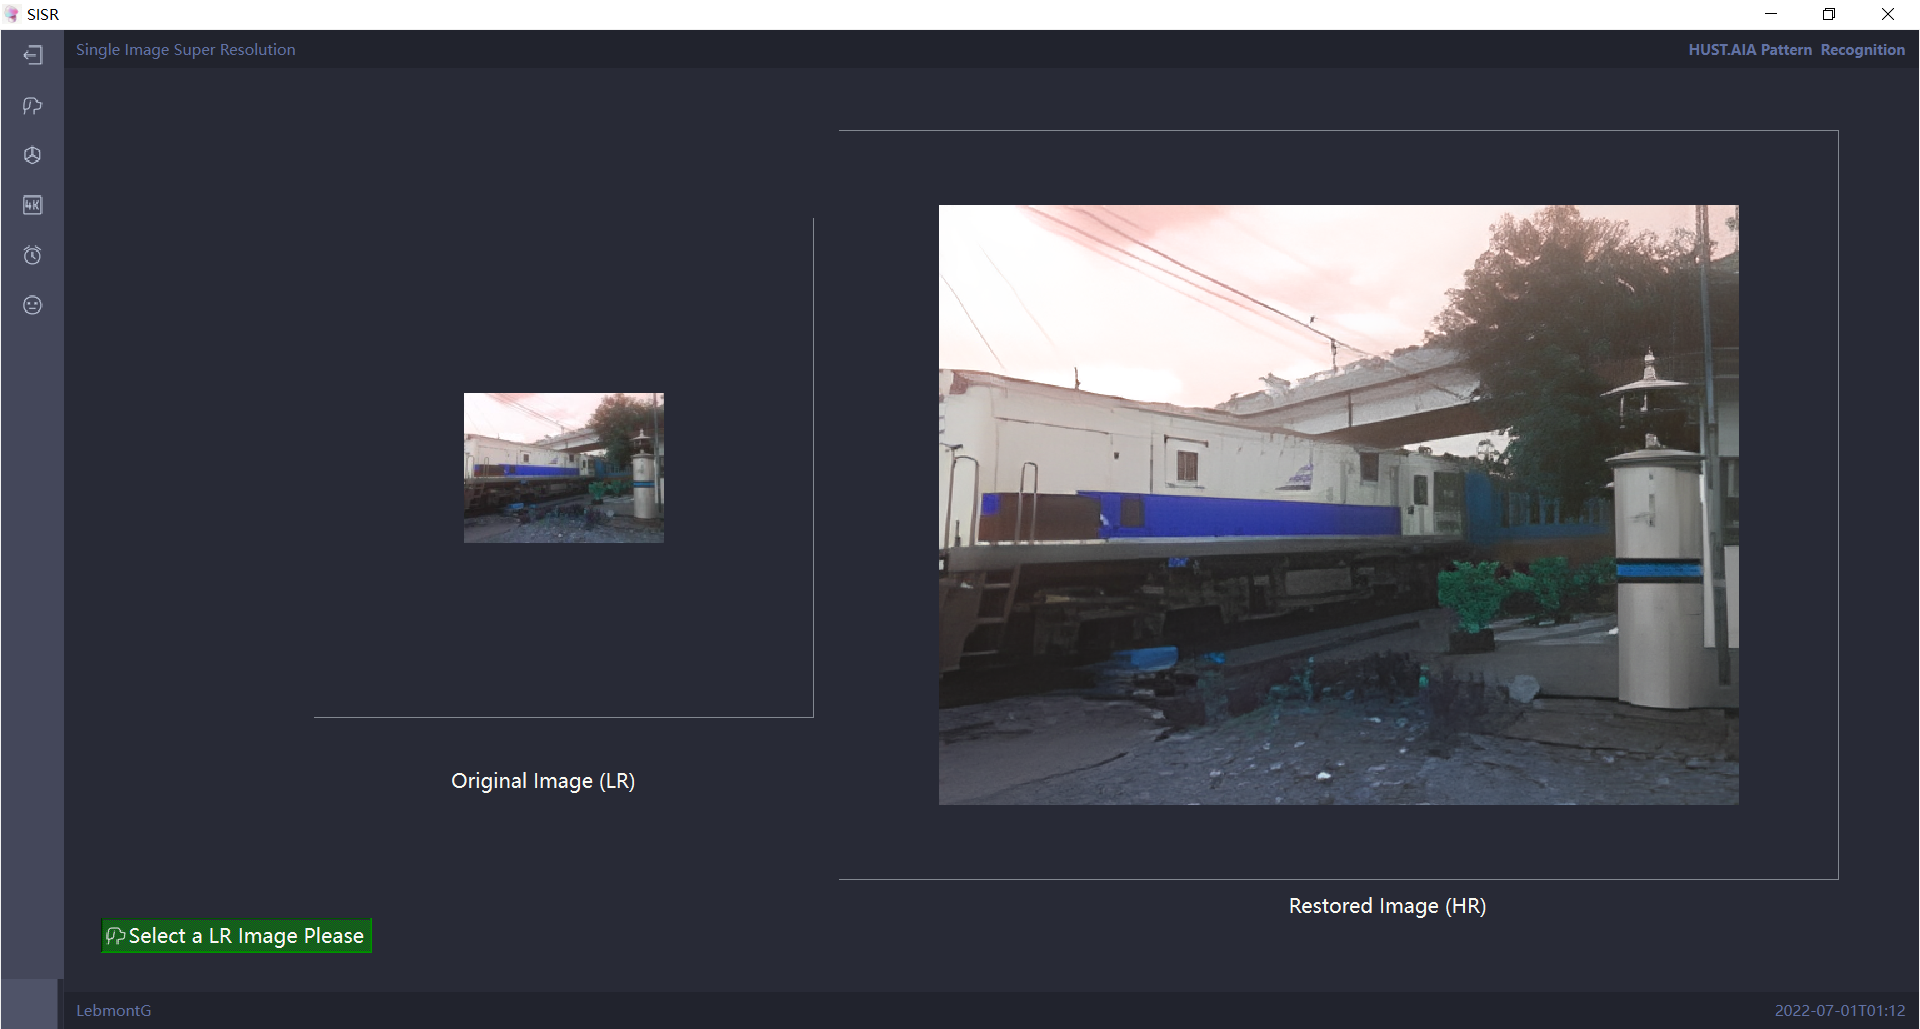 SISR
Single Image Super Resolution
HUST.AIA Pattern Recognition
4K
Original Image (LR)
Restored Image (HR)
Select a LR Image Please
LebmontG
2022-07-01T01:12